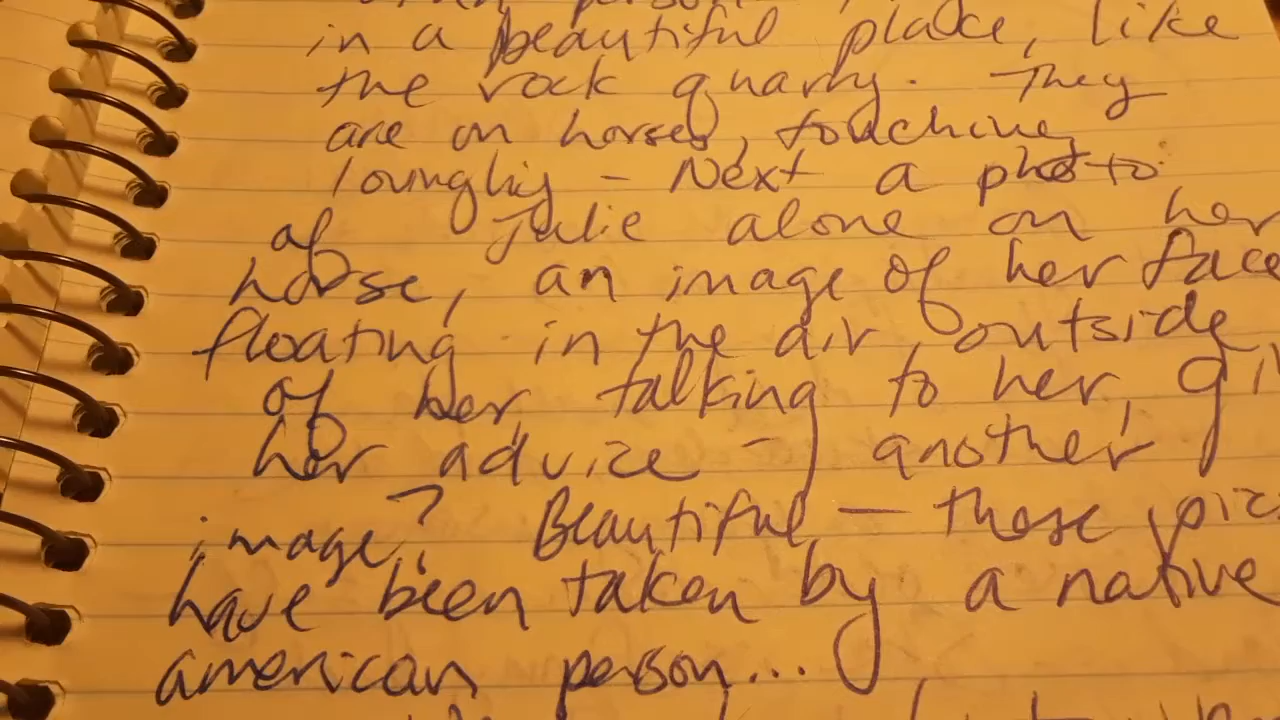 person
in a beautiful place, like
the rock quarry. They
are on horses, touching
lovingly – Next a photo
of Julie alone on her
horse, an image of her face
floating in the air, outside
of her, talking to her, gi
her advice – another
image? Beautiful — these pic
have been taken by a native
american person...